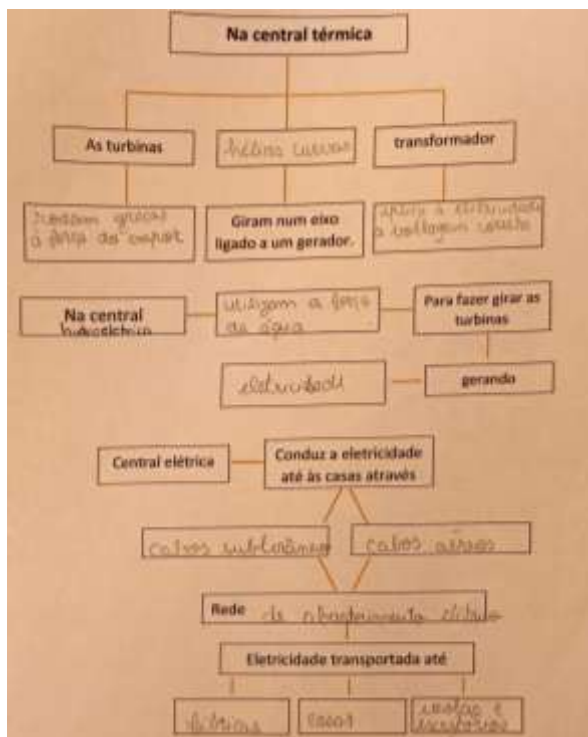 Na central térmica
As turbinas
hélices curvas
transformador
rodam graças
à força do vapor
Giram num eixo
ligado a um gerador.
a eletricidade
a voltagem correta
Na central
hidroelétrica
utilizam a força
da água
Para fazer girar as
turbinas
eletricidade
gerando
Central elétrica
Conduz a eletricidade
até às casas através
cabos subterrâneos
cabos aéreos
Rede de abastecimento elétrico
Eletricidade transportada até
fábricas
casas
escolas e
escritórios